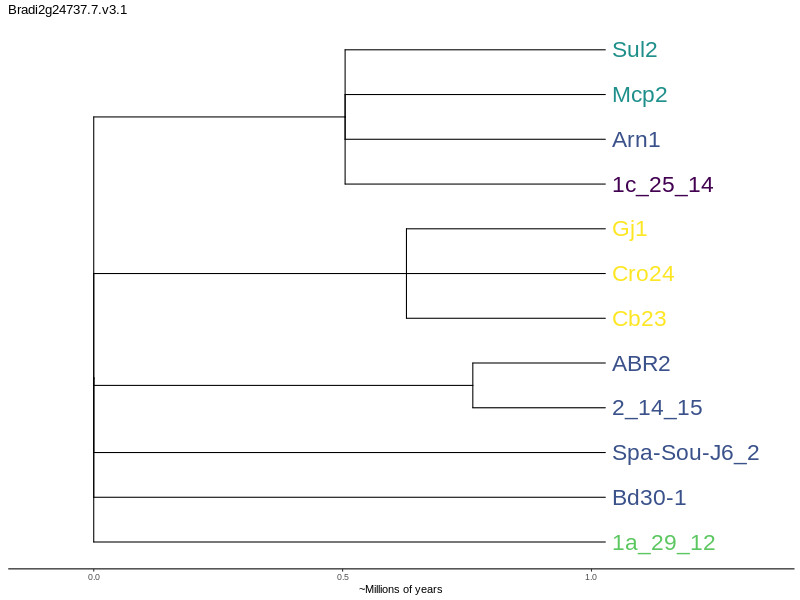 Bradi2g24737.7.v3.1
Sul2
Mcp2
Arn1
1c_25_14
Gj1
Cro24
Cb23
ABR2
2_14_15
Spa-Sou-J6_2
Bd30-1
1a_29_12
0.0 0.5 1.0
~Millions of years